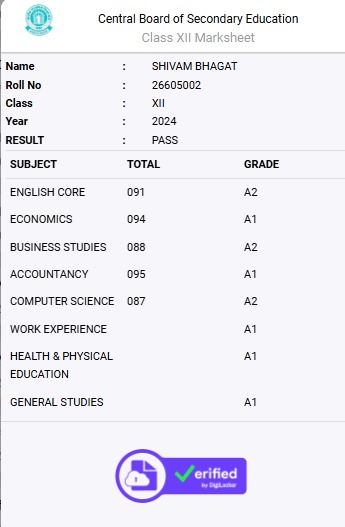 Central Board of Secondary Education
Class XII Marksheet
Name : SHIVAM BHAGAT
Roll No : 26605002
Class : XII
Year : 2024
RESULT : PASS
SUBJECT TOTAL GRADE
ENGLISH CORE 091 A2
ECONOMICS 094 A1
BUSINESS STUDIES 088 A2
ACCOUNTANCY 095 A1
COMPUTER SCIENCE 087 A2
WORK EXPERIENCE A1
HEALTH & PHYSICAL A1
EDUCATION
GENERAL STUDIES A1
Verified
by DigiLocker